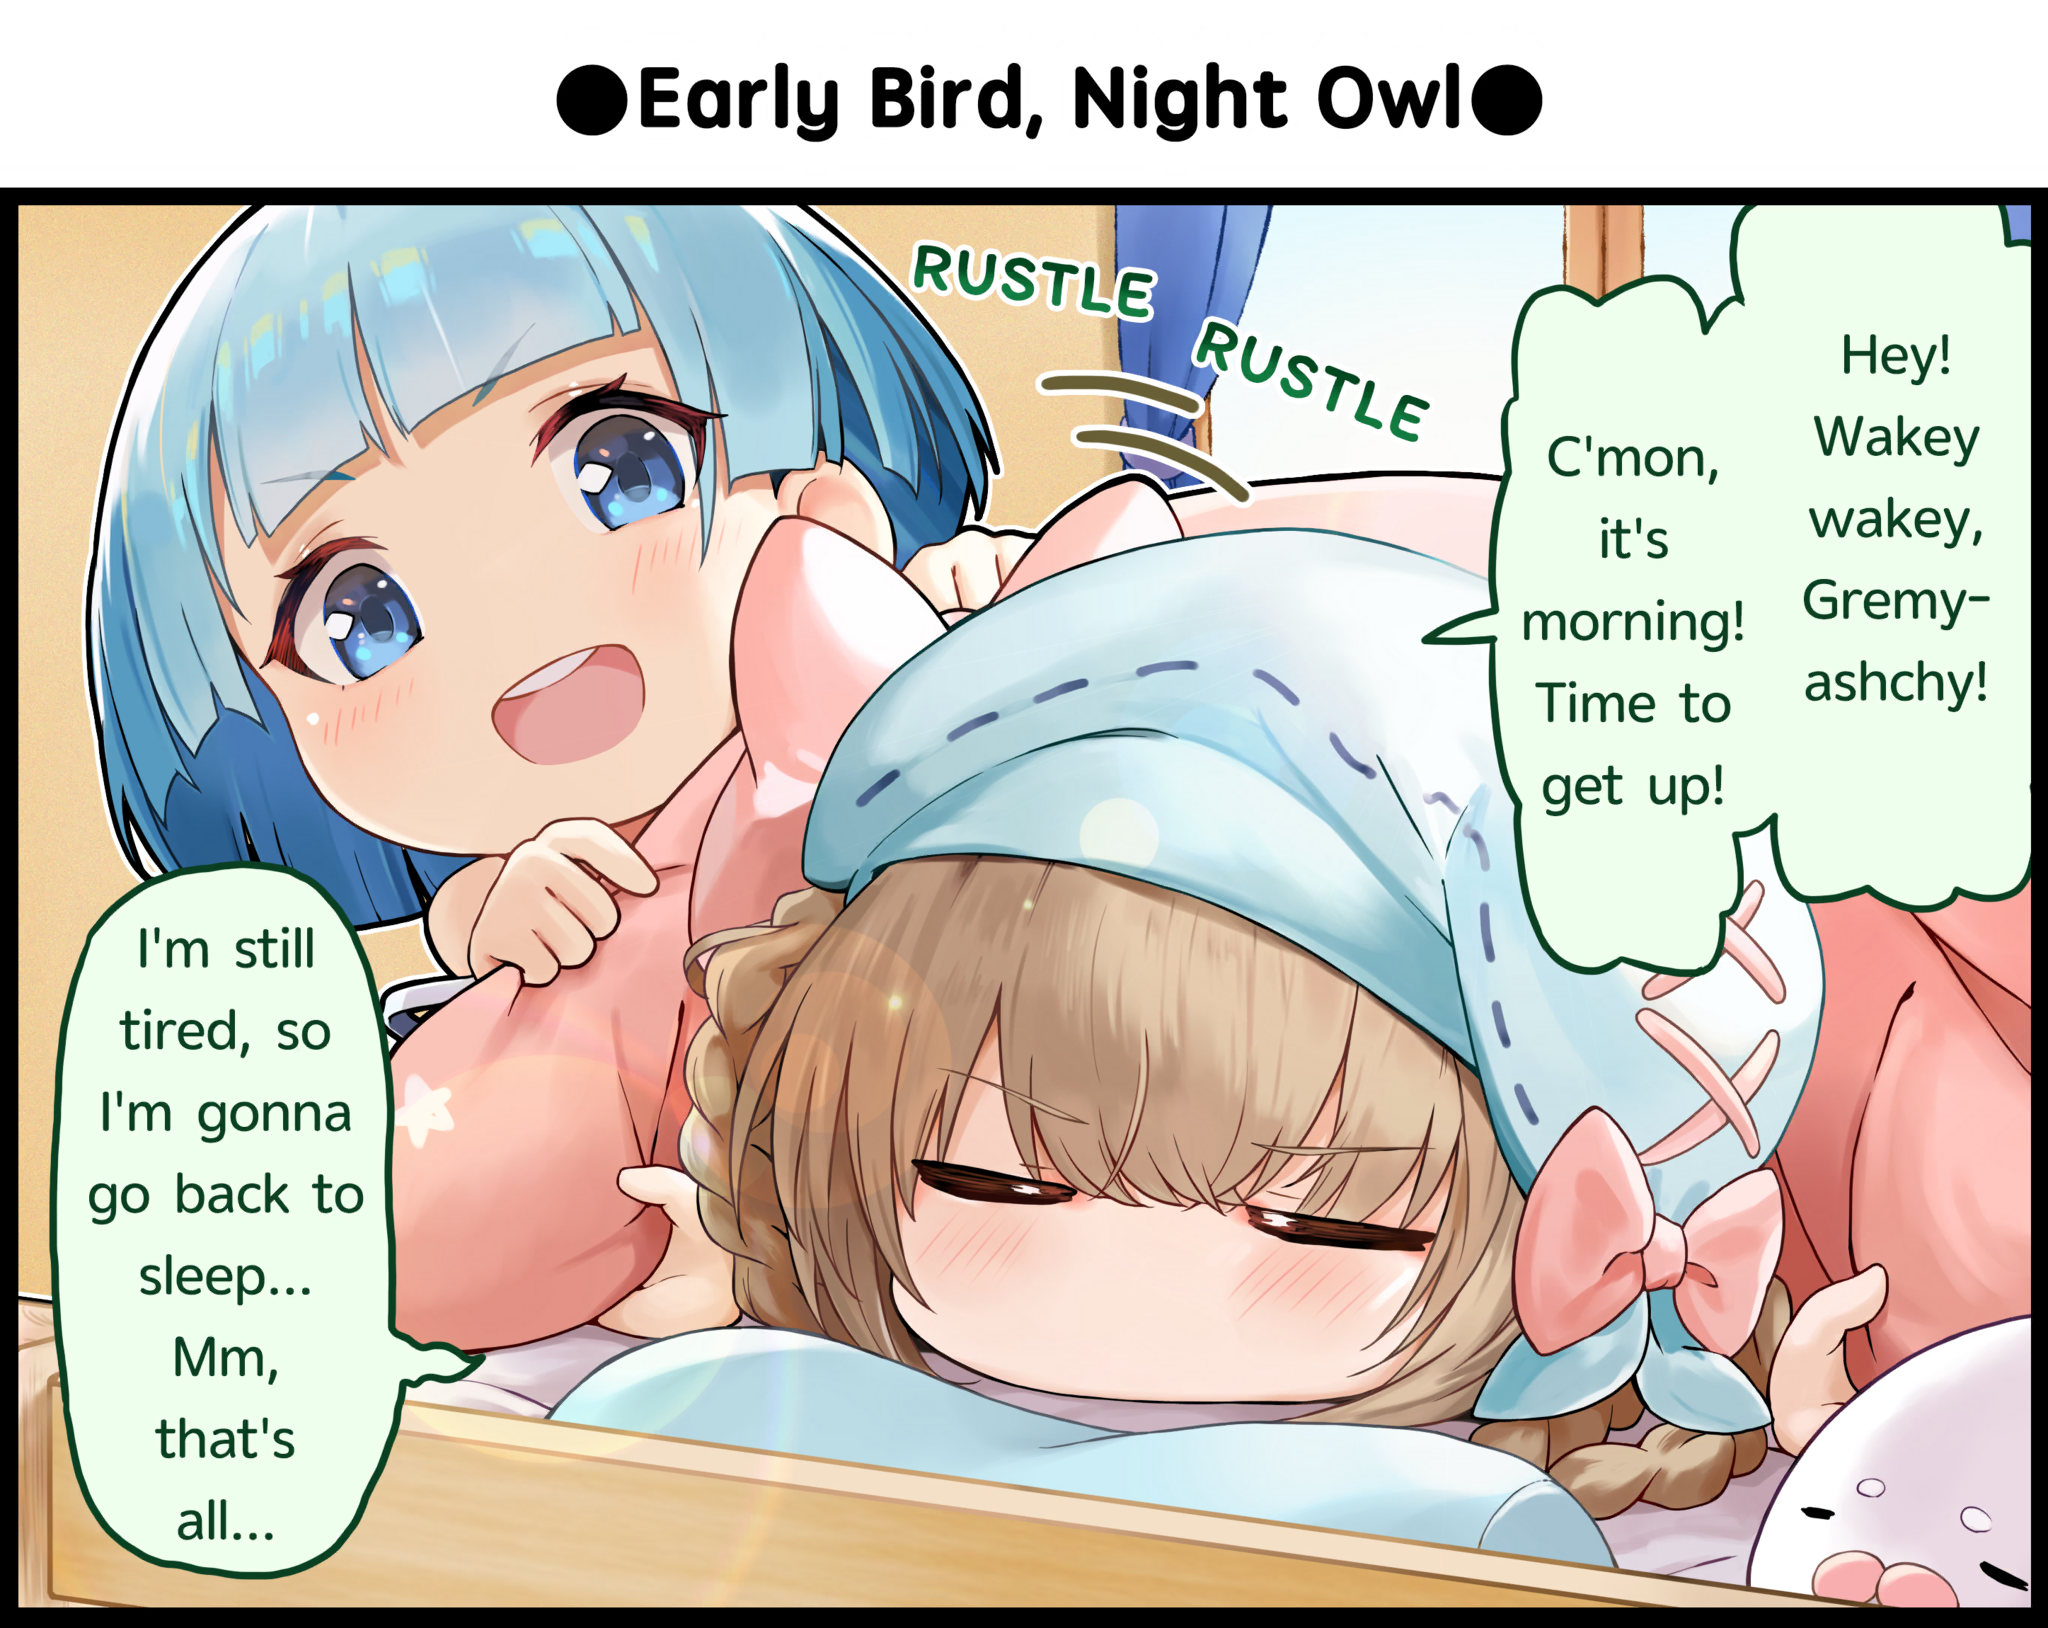 ●Early Bird, Night Owl●
RUSTLE
RUSTLE
Hey!
Wakey
wakey,
Gremy-
ashchy!
C'mon,
it's
morning!
Time to
get up!
I'm still
tired, so
I'm gonna
go back to
sleep...
Mm,
that's
all...